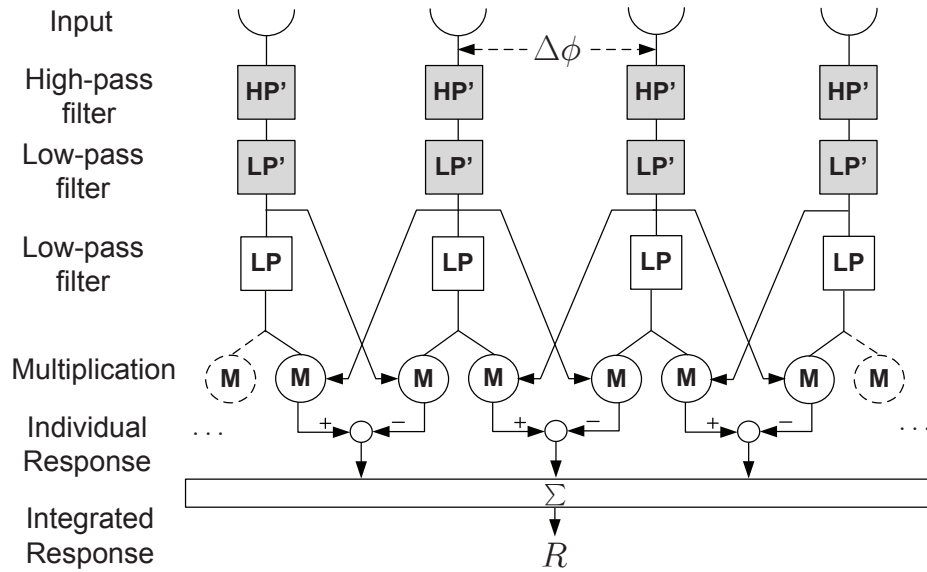 Input
Δϕ
High-pass
filter
HP’ HP’ HP’ HP’
Low-pass
filter
LP’ LP’ LP’ LP’
Low-pass
filter
LP LP LP LP
Multiplication
M M M M M M M M
Individual
Response
. . . + − + − + − . . .
Σ
Integrated
Response
R